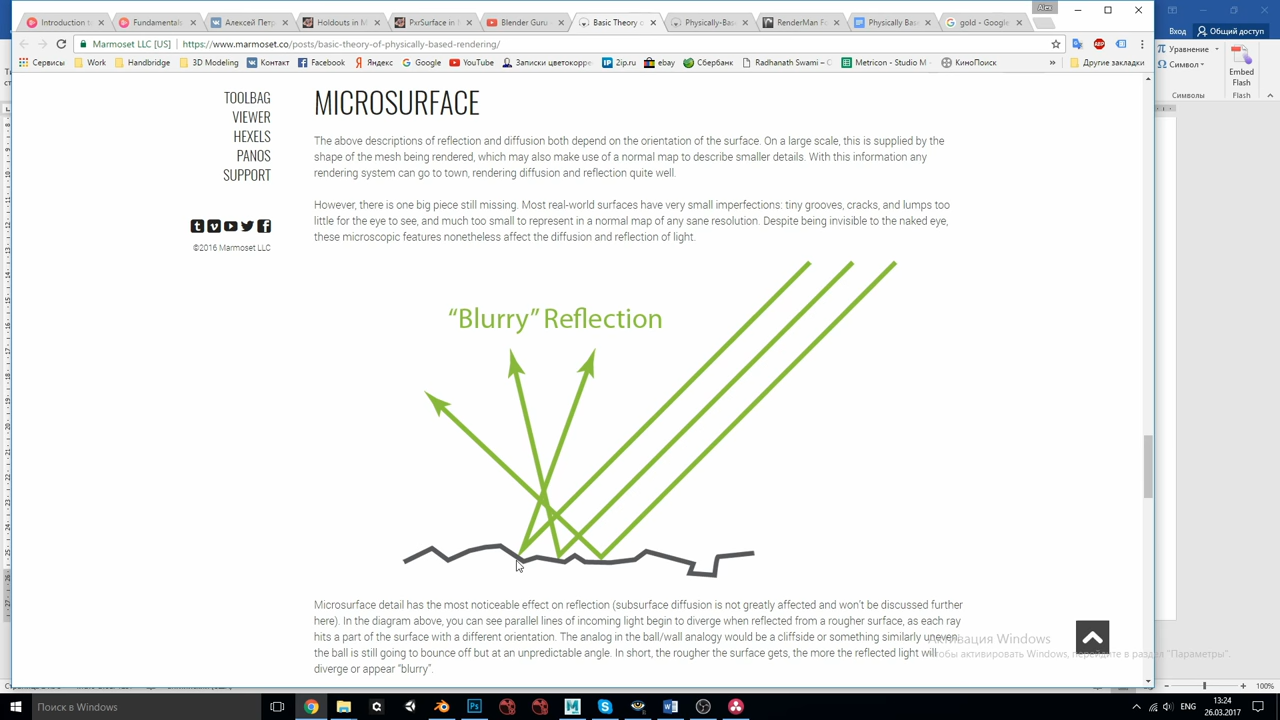 Alex
Introduction t
Fundamentals
Алексей Петр
Holdouts in M
PxrSurface in
Blender Guru
Basic Theory o
Physically-Bas
RenderMan Fo
Physically Bas
gold - Google
Marmoset LLC [US]
https://www.marmoset.co/posts/basic-theory-of-physically-based-rendering/
Вход
Общий доступ
Сервисы
Work
Handbridge
3D Modeling
Контакт
Facebook
Яндекс
Google
YouTube
Записки цветокорре
2ip.ru
ebay
Сбербанк
Radhanath Swami – C
Metricon - Studio M
КиноПоиск
»
Другие закладки
π Уравнение
Ω Символ
Символы
Embed
Flash
Flash
TOOLBAG
VIEWER
HEXELS
PANOS
SUPPORT
©2016 Marmoset LLC
MICROSURFACE
The above descriptions of reflection and diffusion both depend on the orientation of the surface. On a large scale, this is supplied by the
shape of the mesh being rendered, which may also make use of a normal map to describe smaller details. With this information any
rendering system can go to town, rendering diffusion and reflection quite well.
However, there is one big piece still missing. Most real-world surfaces have very small imperfections: tiny grooves, cracks, and lumps too
little for the eye to see, and much too small to represent in a normal map of any sane resolution. Despite being invisible to the naked eye,
these microscopic features nonetheless affect the diffusion and reflection of light.
“Blurry” Reflection
Microsurface detail has the most noticeable effect on reflection (subsurface diffusion is not greatly affected and won’t be discussed further
here). In the diagram above, you can see parallel lines of incoming light begin to diverge when reflected from a rougher surface, as each ray
hits a part of the surface with a different orientation. The analog in the ball/wall analogy would be a cliffside or something similarly uneven:
the ball is still going to bounce off but at an unpredictable angle. In short, the rougher the surface gets, the more the reflected light will
diverge or appear “blurry”.
Активация Windows
Чтобы активировать Windows, перейдите в раздел "Параметры".
100%
Поиск в Windows
ENG
13:24
26.03.2017